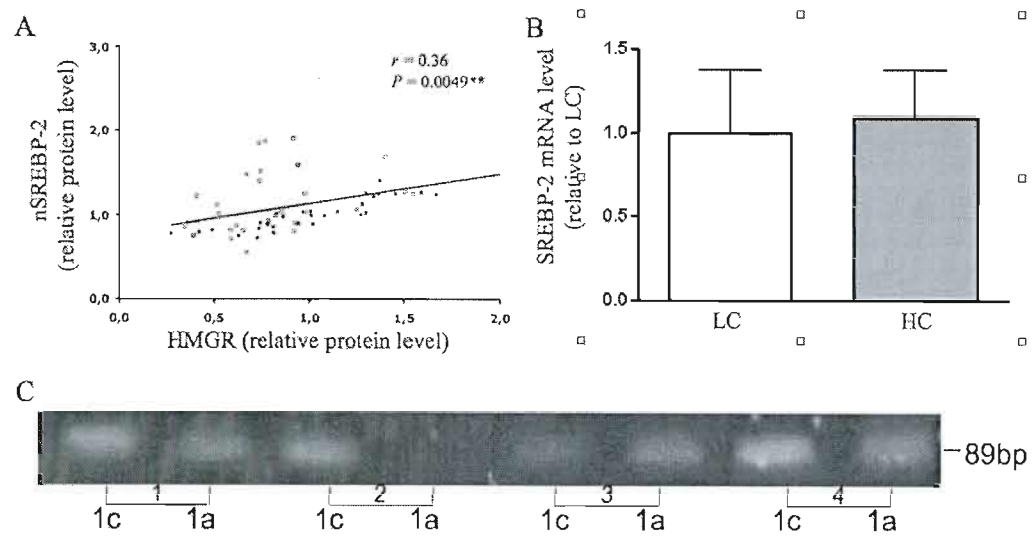 A
nSREBP-2
(relative protein level)
3,0
2,0
1,0
0,0
r = 0.36
P = 0.0049**
0,0 0,5 1,0 1,5 2,0
HMGR (relative protein level)
B
SREBP-2 mRNA level
(relative to LC)
1.5
1.0
0.5
0.0
LC HC
C
89bp
1 2 3 4
1c 1a 1c 1a 1c 1a 1c 1a